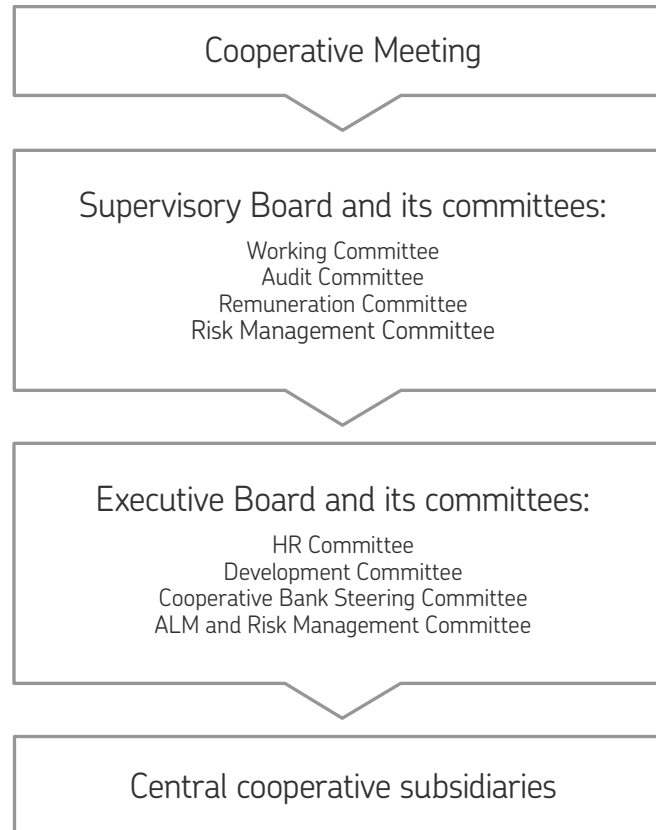 Cooperative Meeting
Supervisory Board and its committees:
Working Committee
Audit Committee
Remuneration Committee
Risk Management Committee
Executive Board and its committees:
HR Committee
Development Committee
Cooperative Bank Steering Committee
ALM and Risk Management Committee
Central cooperative subsidiaries